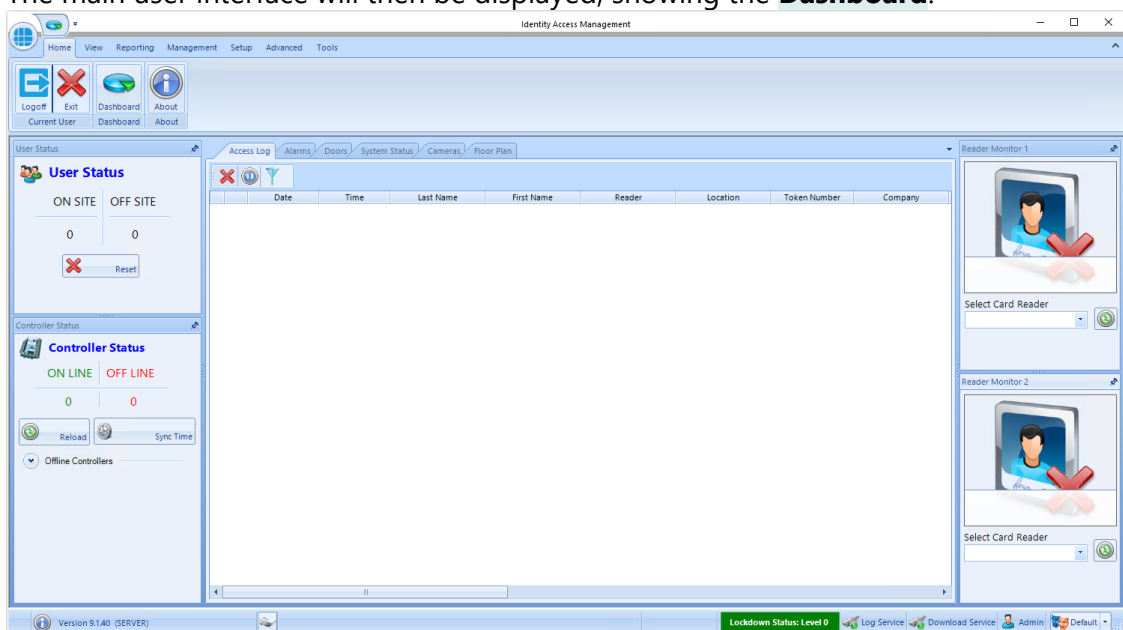 The main user interface will then be displayed, showing the Dashboard.
Identity Access Management
Home View Reporting Management Setup Advanced Tools
Logoff Exit Dashboard About
Current User Dashboard About
User Status
User Status
ON SITE OFF SITE
0 0
Reset
Controller Status
Controller Status
ON LINE OFF LINE
0 0
Reload Sync Time
Offline Controllers
Access Log Alarms Doors System Status Cameras Floor Plan
Date Time Last Name First Name Reader Location Token Number Company
Reader Monitor 1
Select Card Reader
Reader Monitor 2
Select Card Reader
Version 9.1.40 (SERVER) Lockdown Status: Level 0 Log Service Download Service Admin Default